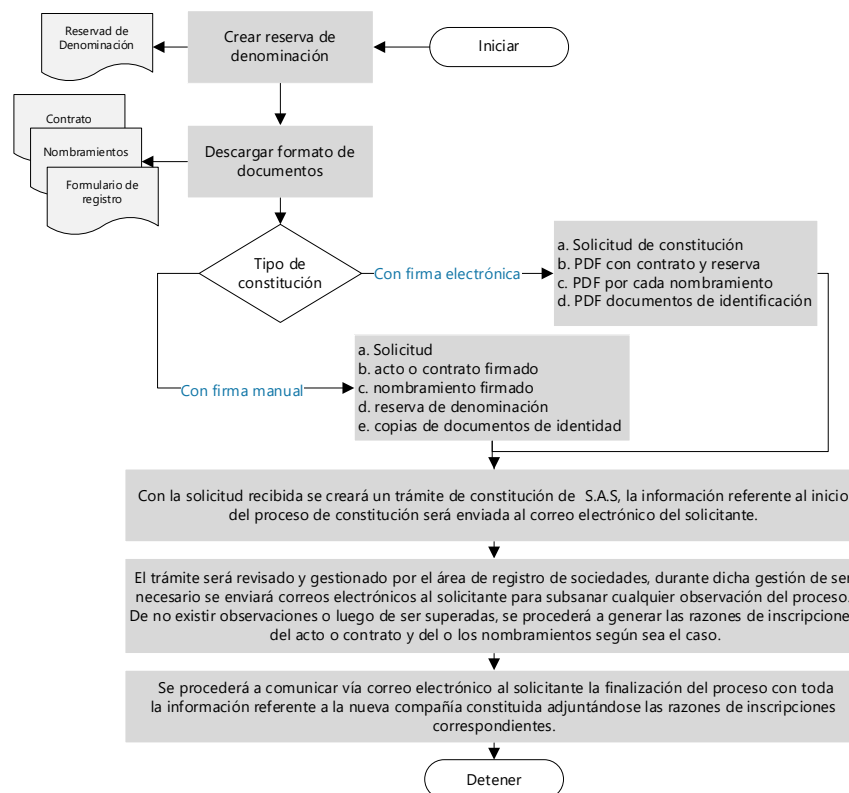 Reservad de
Denominación
Crear reserva de
denominación
Iniciar
Contrato
Nombramientos
Formulario de
registro
Descargar formato de
documentos
Tipo de
constitución
Con firma electrónica
a. Solicitud de constitución
b. PDF con contrato y reserva
c. PDF por cada nombramiento
d. PDF documentos de identificación
Con firma manual
a. Solicitud
b. acto o contrato firmado
c. nombramiento firmado
d. reserva de denominación
e. copias de documentos de identidad
Con la solicitud recibida se creará un trámite de constitución de S.A.S, la información referente al inicio
del proceso de constitución será enviada al correo electrónico del solicitante.
El trámite será revisado y gestionado por el área de registro de sociedades, durante dicha gestión de ser
necesario se enviará correos electrónicos al solicitante para subsanar cualquier observación del proceso.
De no existir observaciones o luego de ser superadas, se procederá a generar las razones de inscripcione
del acto o contrato y del o los nombramientos según sea el caso.
Se procederá a comunicar vía correo electrónico al solicitante la finalización del proceso con toda
la información referente a la nueva compañía constituida adjuntándose las razones de inscripciones
correspondientes.
Detener